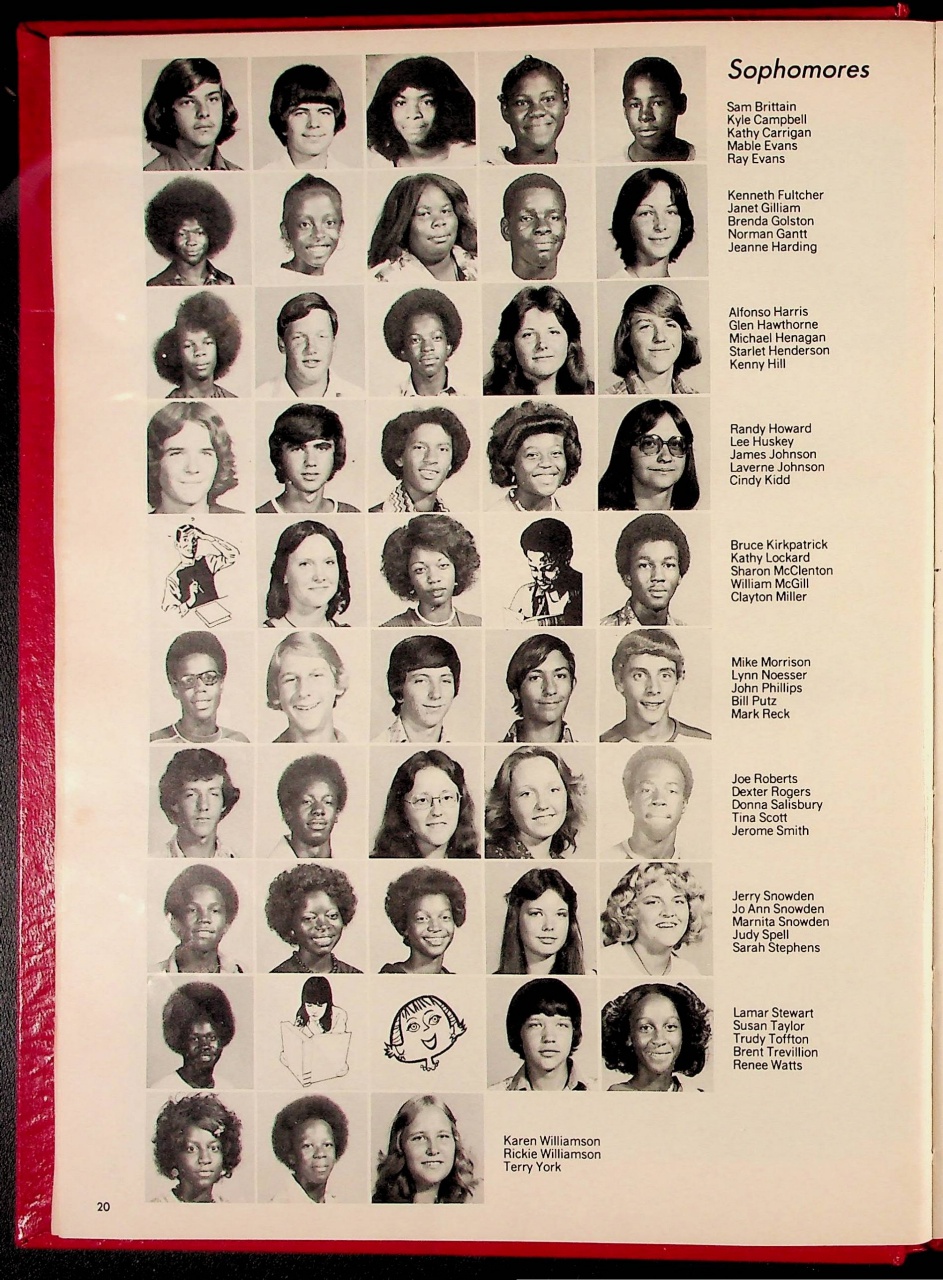 Sophomores
Sam Brittain
Kyle Campbell
Kathy Carrigan
Mable Evans
Ray Evans
Kenneth Fultcher
Janet Gilliam
Brenda Golston
Norman Gantt
Jeanne Harding
Alfonso Harris
Glen Hawthorne
Michael Henagan
Starlet Henderson
Kenny Hill
Randy Howard
Lee Huskey
James Johnson
Laverne Johnson
Cindy Kidd
Bruce Kirkpatrick
Kathy Lockard
Sharon McClenton
William McGill
Clayton Miller
Mike Morrison
Lynn Noesser
John Phillips
Bill Putz
Mark Reck
Joe Roberts
Dexter Rogers
Donna Salisbury
Tina Scott
Jerome Smith
Jerry Snowden
Jo Ann Snowden
Marnita Snowden
Judy Spell
Sarah Stephens
Lamar Stewart
Susan Taylor
Trudy Toffton
Brent Trevillion
Renee Watts
Karen Williamson
Rickie Williamson
Terry York
20